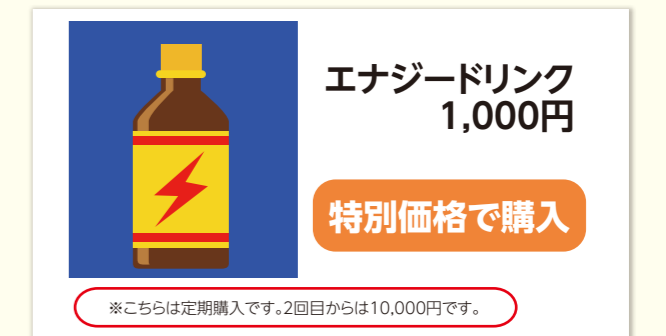 エナジードリンク
1,000円
特別価格で購入
※こちらは定期購入です。2回目からは10,000円です。